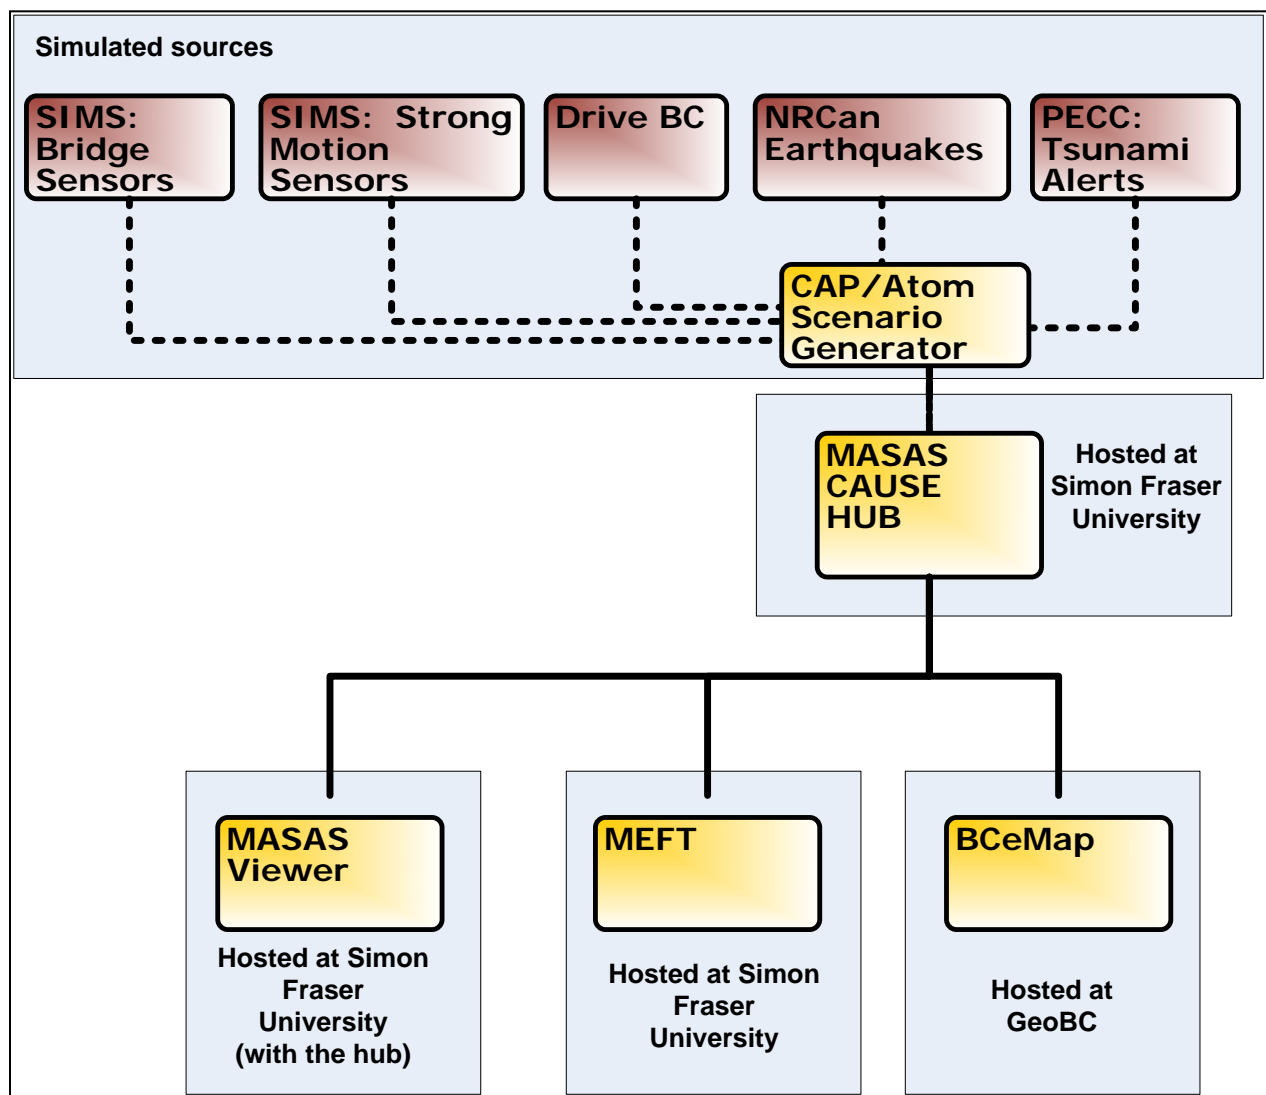 Simulated sources
SIMS:
Bridge
Sensors
SIMS: Strong
Motion
Sensors
Drive BC
NRCan
Earthquakes
PECC:
Tsunami
Alerts
CAP/Atom
Scenario
Generator
MASAS
CAUSE
HUB
Hosted at
Simon Fraser
University
MASAS
Viewer
Hosted at Simon
Fraser
University
(with the hub)
MEFT
Hosted at Simon
Fraser
University
BCeMap
Hosted at
GeoBC